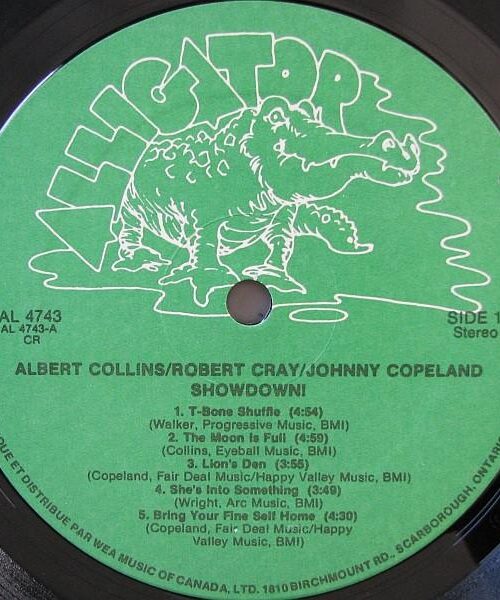 ALLIGATOR
AL 4743
AL 4743-A
CR
SIDE 1
Stereo
ALBERT COLLINS/ROBERT CRAY/JOHNNY COPELAND
SHOWDOWN!
1. T-Bone Shuffle (4:54)
(Walker, Progressive Music, BMI)
2. The Moon is Full (4:59)
(Collins, Eyeball Music, BMI)
3. Lion's Den (3:55)
(Copeland, Fair Deal Music/Happy Valley Music, BMI)
4. She's Into Something (3:49)
(Wright, Arc Music, BMI)
5. Bring Your Fine Self Home (4:30)
(Copeland, Fair Deal Music/Happy
Valley Music, BMI)
QUE ET DISTRIBUE PAR WEA MUSIC OF CANADA, LTD. 1810 BIRCHMOUNT RD., SCARBOROUGH, ONTAR